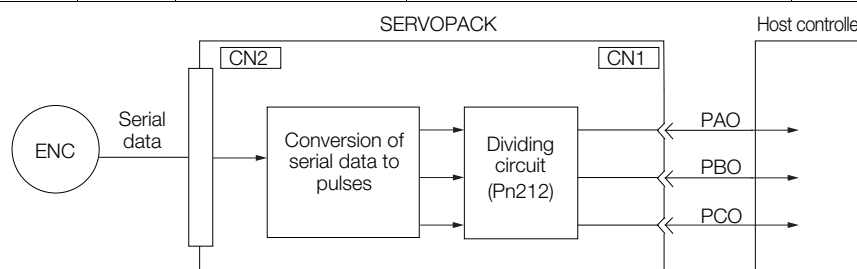 SERVOPACK
Host controlle
CN2
CN1
ENC
Serial
data
Conversion of
serial data to
pulses
Dividing
circuit
(Pn212)
PAO
PBO
PCO